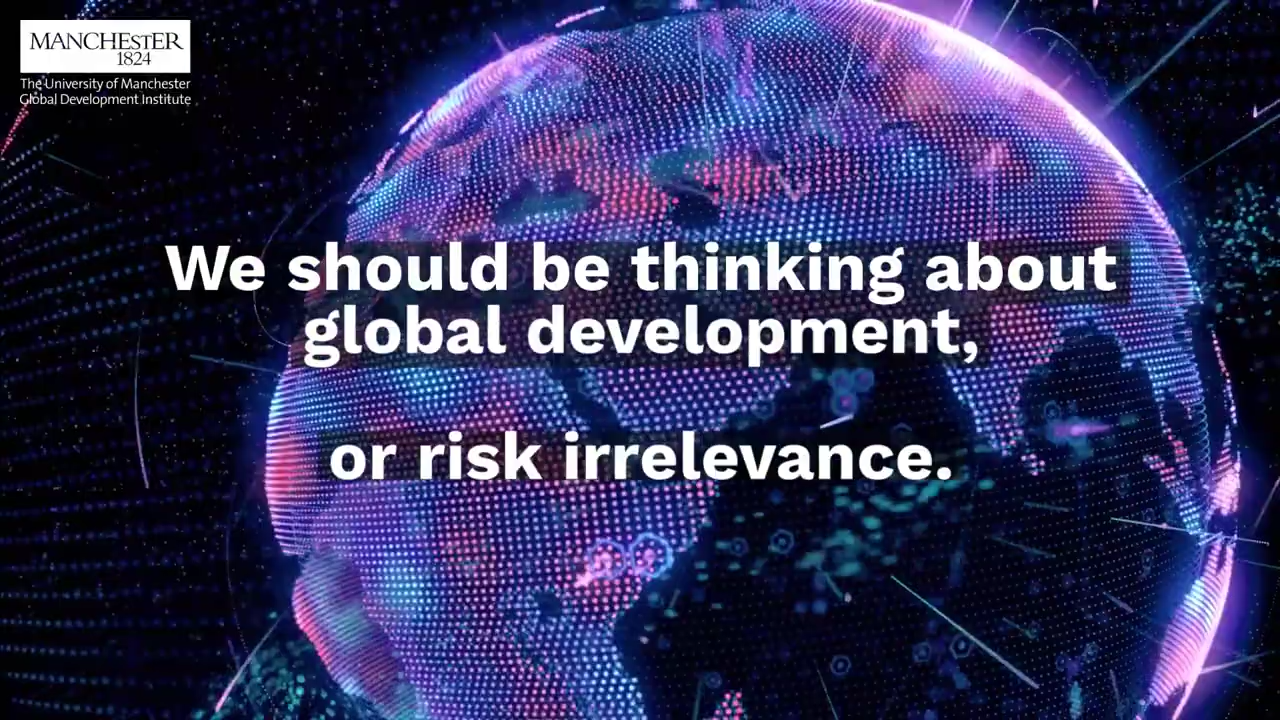 MANCHESTER
1824
The University of Manchester
Global Development Institute
We should be thinking about
global development,
or risk irrelevance.